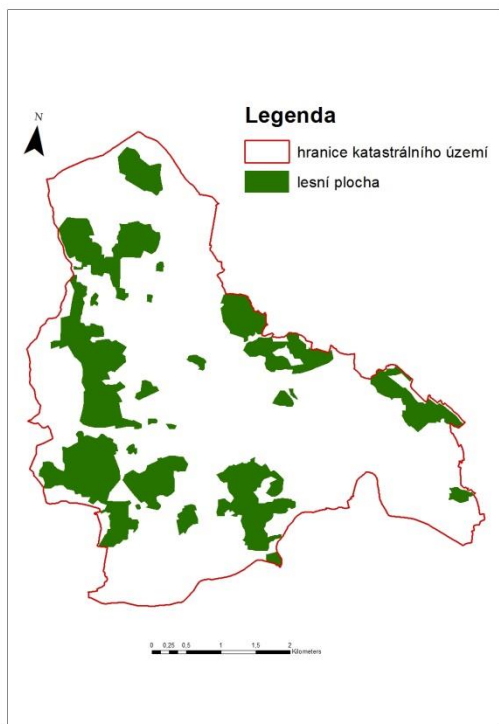 N
Legenda
hranice katastrálního území
lesní plocha
0 0,25 0,5 1 1,5 2
Kilometers